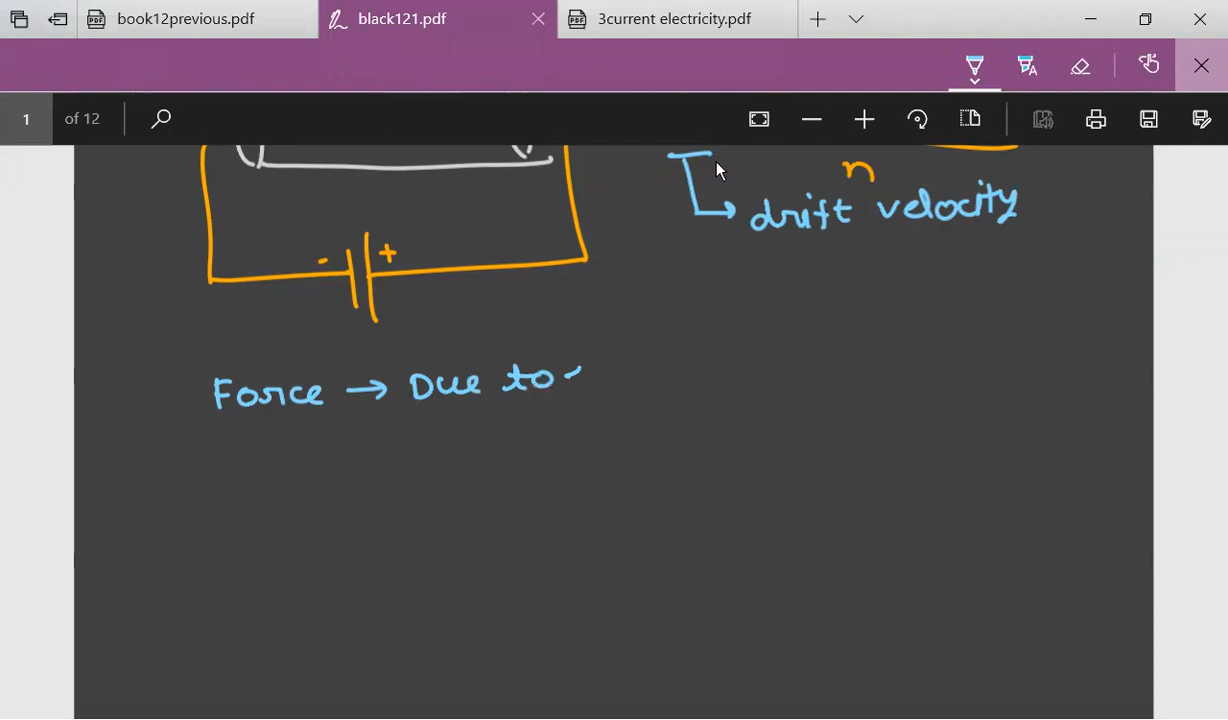 book12previous.pdf
black121.pdf
3current electricity.pdf
1 of 12
n
drift velocity
- +
Force → Due to